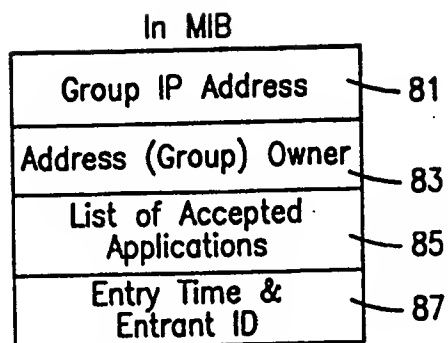 In MIB
Group IP Address
81
Address (Group) Owner
83
List of Accepted
Applications
85
Entry Time &
Entrant ID
87